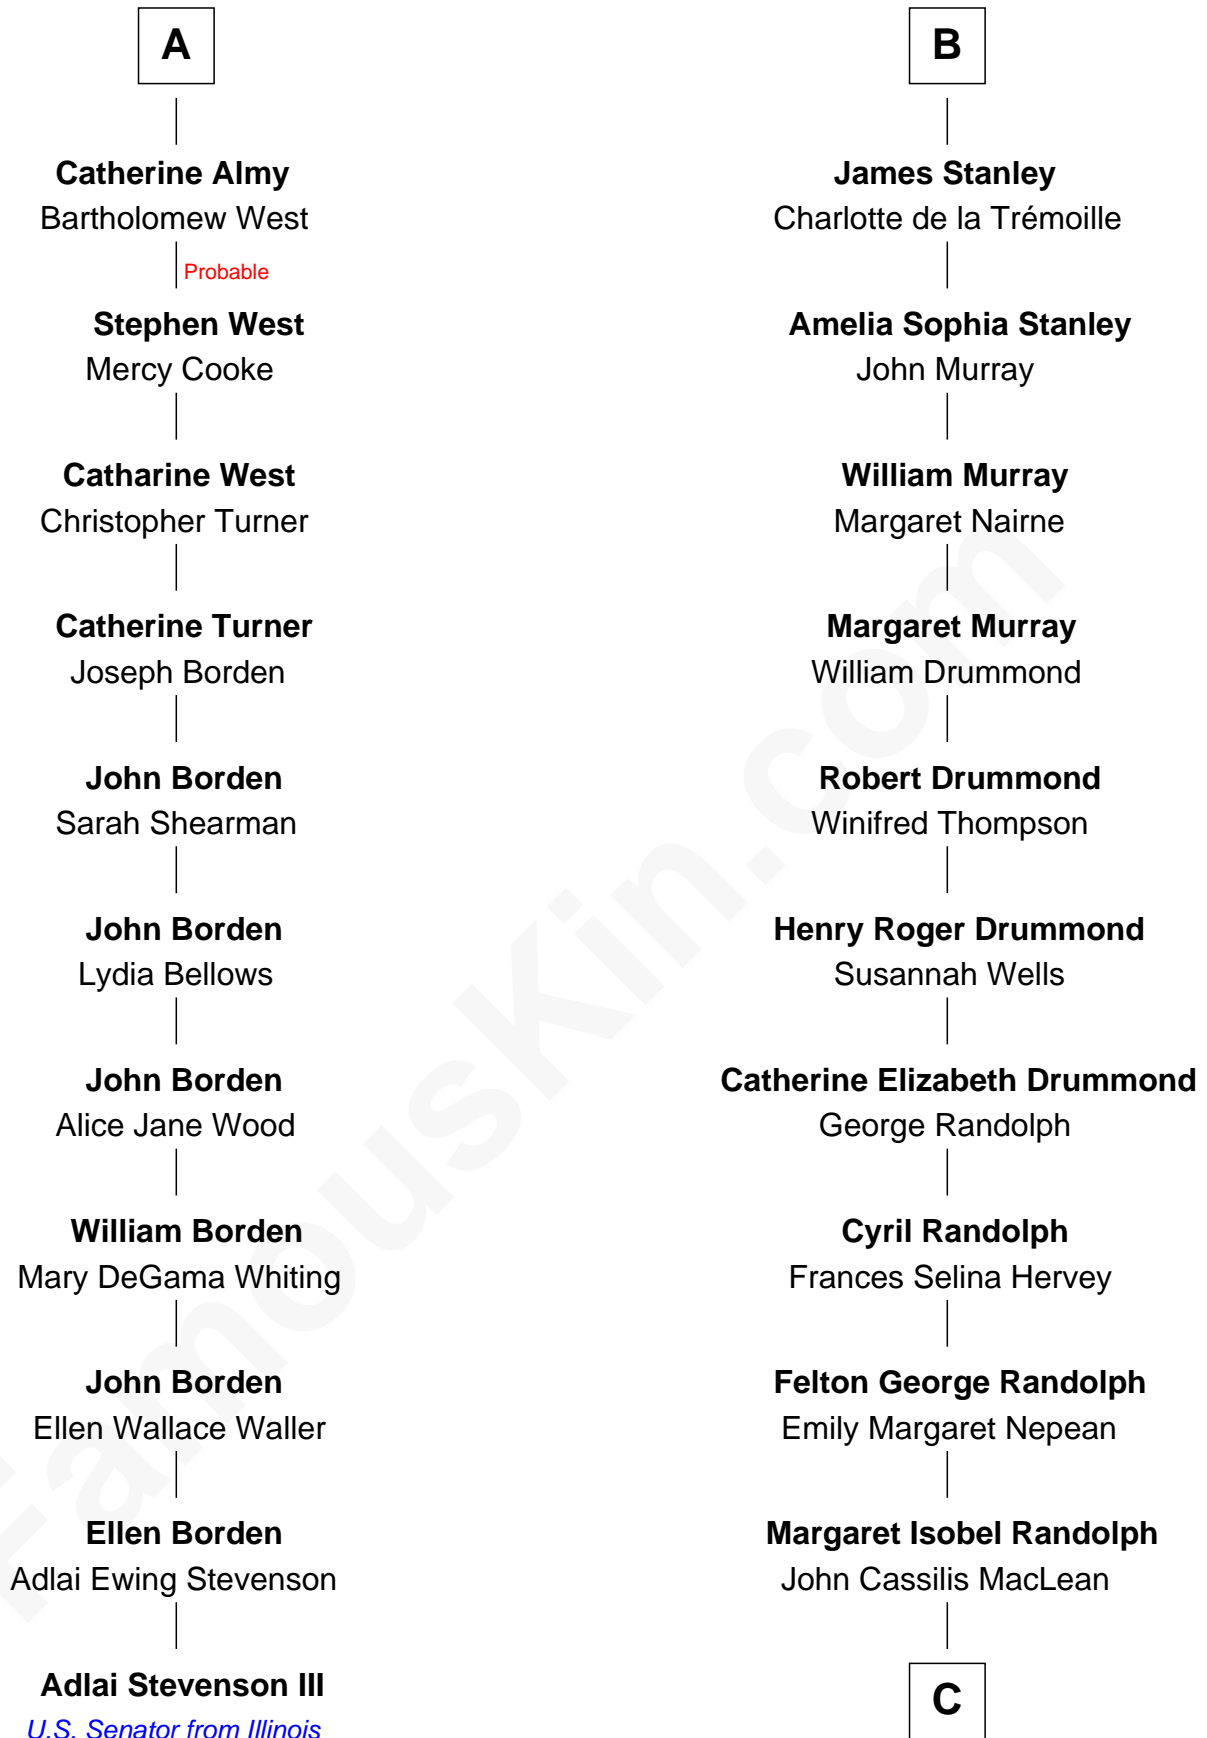 A
Catherine Almy
Bartholomew West
Probable
Stephen West
Mercy Cooke
Catharine West
Christopher Turner
Catherine Turner
Joseph Borden
John Borden
Sarah Shearman
John Borden
Lydia Bellows
John Borden
Alice Jane Wood
William Borden
Mary DeGama Whiting
John Borden
Ellen Wallace Waller
Ellen Borden
Adlai Ewing Stevenson
Adlai Stevenson III
U.S. Senator from Illinois
B
James Stanley
Charlotte de la Trémoille
Amelia Sophia Stanley
John Murray
William Murray
Margaret Nairne
Margaret Murray
William Drummond
Robert Drummond
Winifred Thompson
Henry Roger Drummond
Susannah Wells
Catherine Elizabeth Drummond
George Randolph
Cyril Randolph
Frances Selina Hervey
Felton George Randolph
Emily Margaret Nepean
Margaret Isobel Randolph
John Cassilis MacLean
C
FamousKin.com